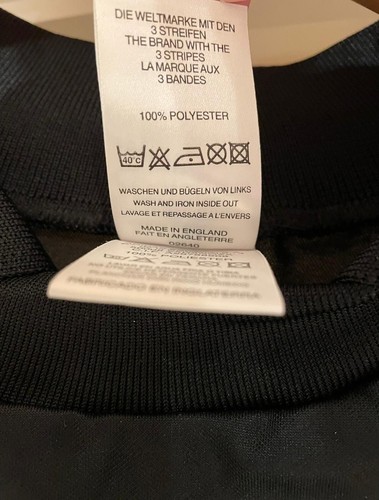 DIE WELTMARKE MIT DEN
3 STREIFEN
THE BRAND WITH THE
3 STRIPES
LA MARQUE AUX
3 BANDES
100% POLYESTER
40°C
WASCHEN UND BÜGELN VON LINKS
WASH AND IRON INSIDE OUT
LAVAGE ET REPASSAGE A L'ENVERS
MADE IN ENGLAND
FAIT EN ANGLETERRE
02640
100% POLIESTER
FABRICADO EN INGLATERRA